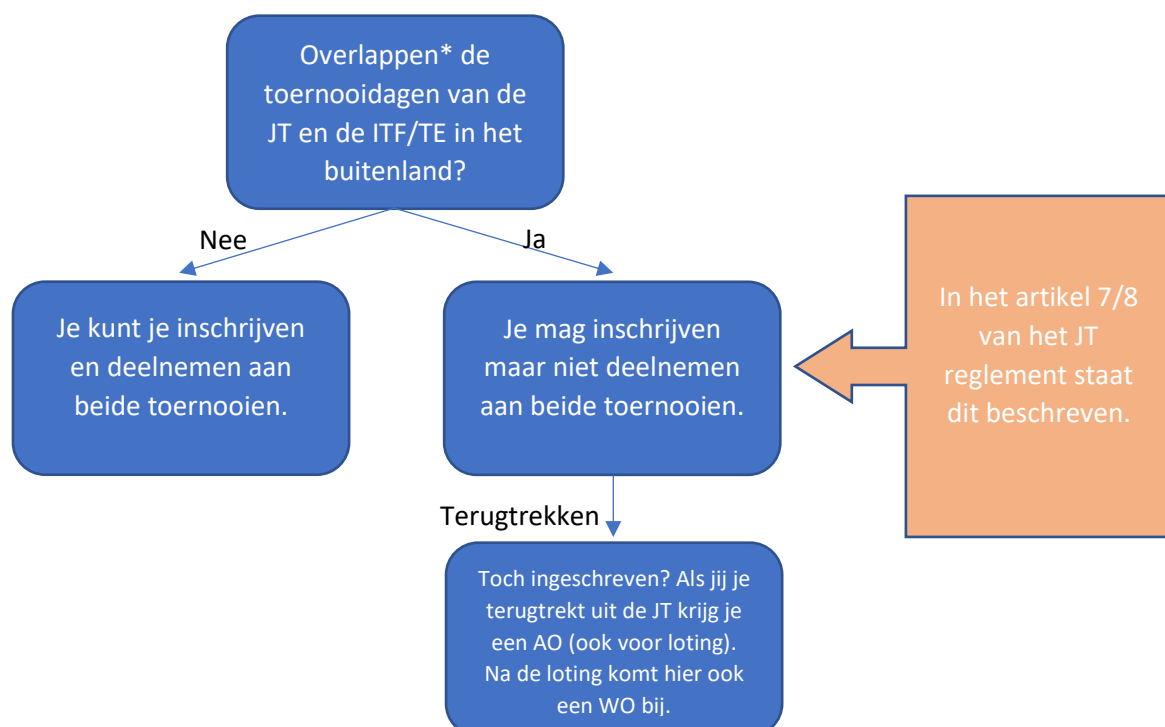 Overlappen* de
toernooidagen van de
JT en de ITF/TE in het
buitenland?
Nee
Ja
Je kunt je inschrijven
en deelnemen aan
beide toernooien.
Je mag inschrijven
maar niet deelnemen
aan beide toernooien.
In het artikel 7/8
van het JT
reglement staat
dit beschreven.
Terugtrekken
Toch ingeschreven? Als jij je
terugtrekt uit de JT krijg je
een AO (ook voor loting).
Na de loting komt hier ook
een WO bij.